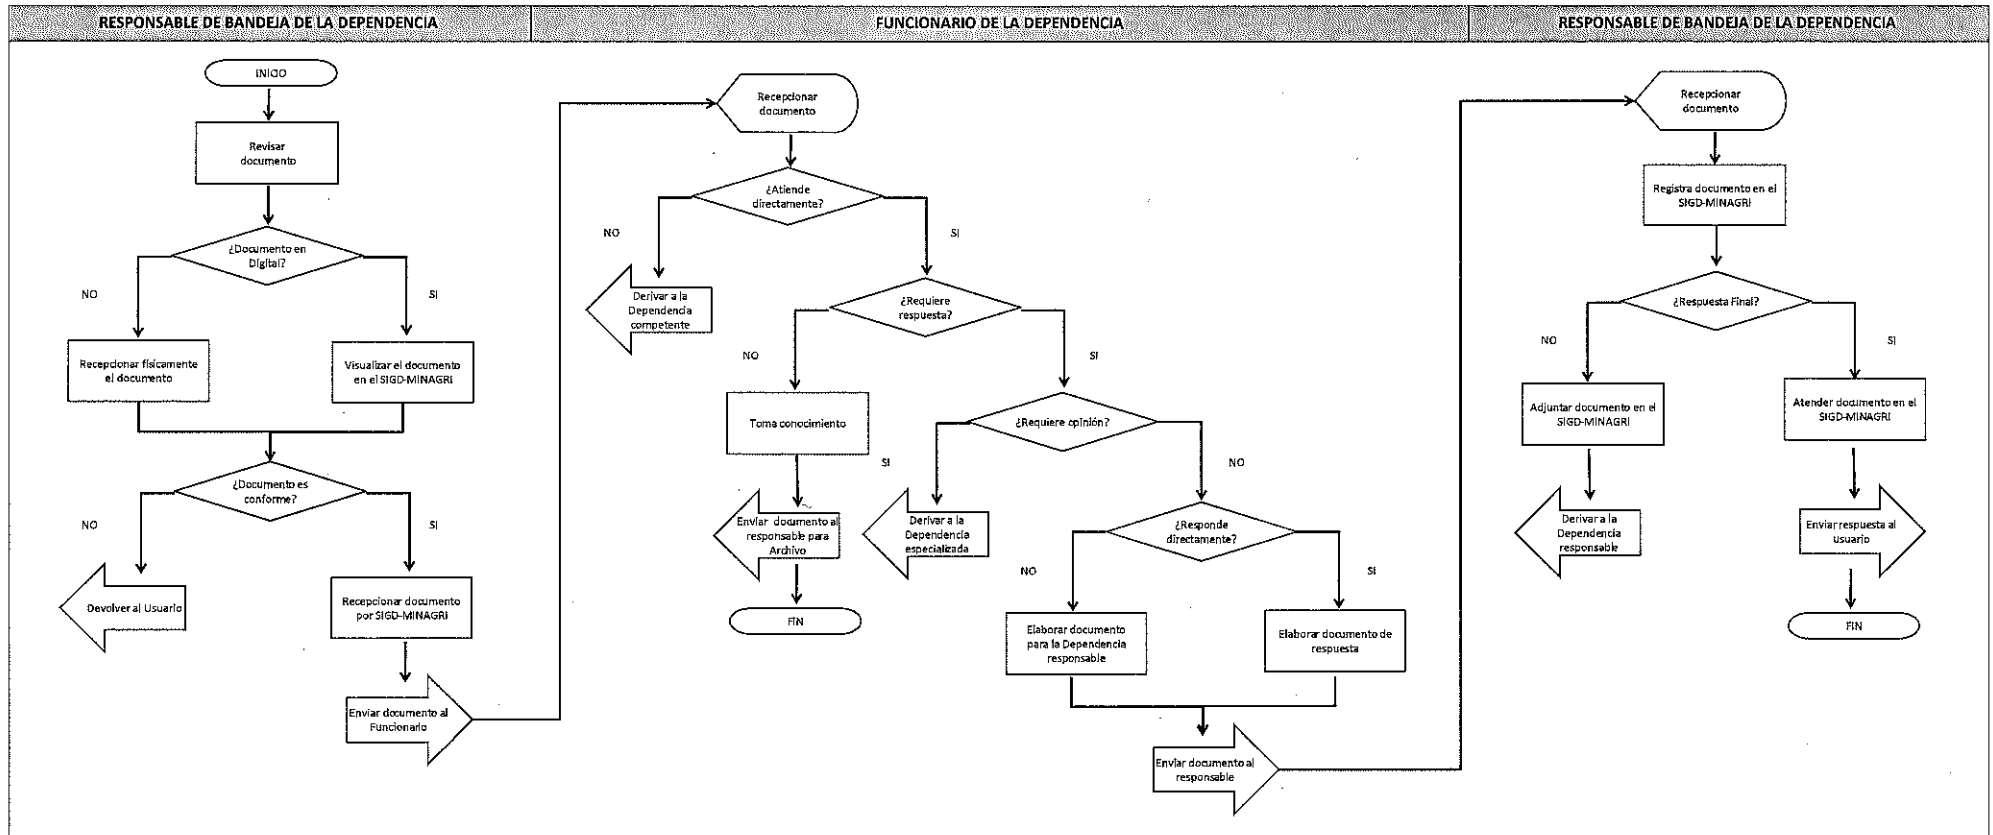 RESPONSABLE DE BANDEJA DE LA DEPENDENCIA
FUNCIONARIO DE LA DEPENDENCIA
RESPONSABLE DE BANDEJA DE LA DEPENDENCIA
INICIO
Revisar
documento
¿Documento en
Digital?
NO
SI
Recepcionar físicamente
el documento
Visualizar el documento
en el SIGD-MINAGRI
¿Documento es
conforme?
NO
SI
Devolver al Usuario
Recepcionar documento
por SIGD-MINAGRI
Enviar documento al
Funcionario
Recepcionar
documento
¿Atiende
directamente?
NO
SI
Derivar a la
Dependencia
competente
¿Requiere
respuesta?
NO
SI
Toma conocimiento
¿Requiere opinión?
SI
NO
Enviar documento al
responsable para
Archivo
FIN
Derivar a la
Dependencia
especializada
¿Responde
directamente?
NO
SI
Elaborar documento
para la Dependencia
responsable
Elaborar documento de
respuesta
Enviar documento al
responsable
Recepcionar
documento
Registra documento en el
SIGD-MINAGRI
¿Respuesta Final?
NO
SI
Adjuntar documento en el
SIGD-MINAGRI
Atender documento en el
SIGD-MINAGRI
Derivar a la
Dependencia
responsable
Enviar respuesta al
usuario
FIN